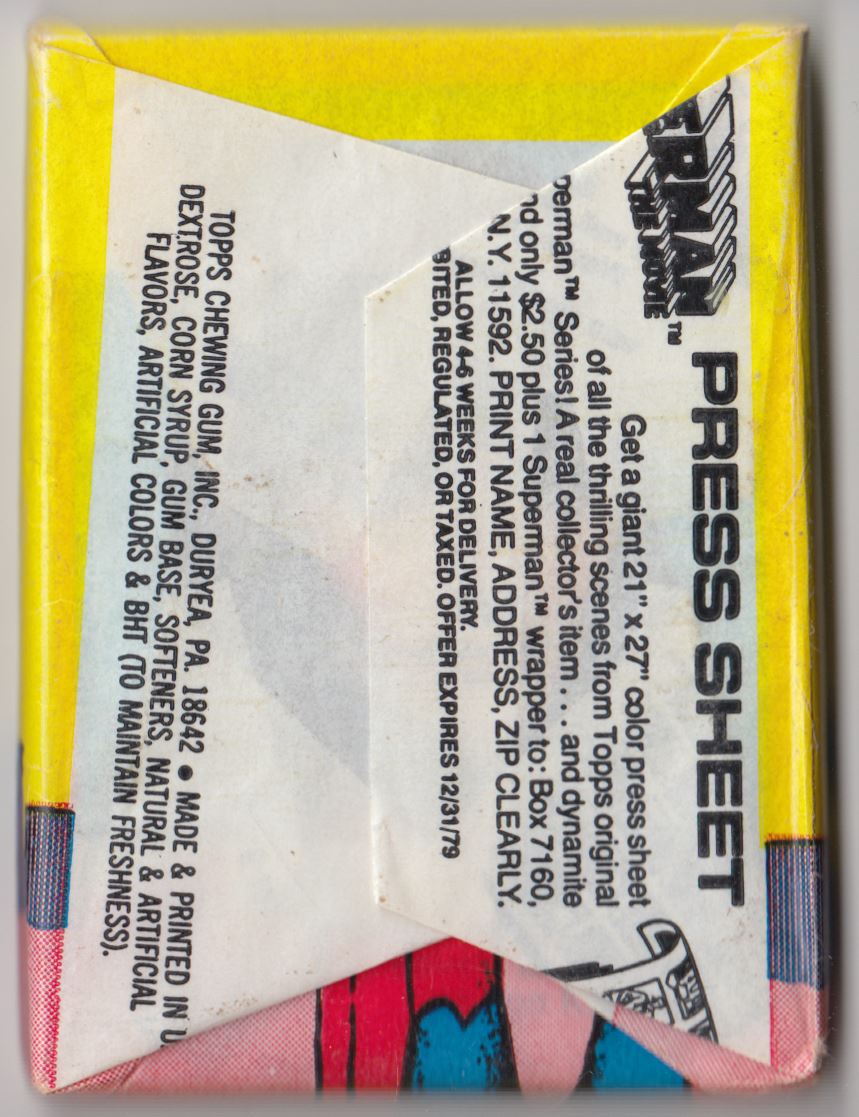 ERMAN
THE MOVIE™
PRESS SHEET
Get a giant 21" x 27" color press sheet
of all the thrilling scenes from Topps original
perman™ Series! A real collector's item . . . and dynamite
nd only $2.50 plus 1 Superman™ wrapper to: Box 7160,
N.Y. 11592. PRINT NAME, ADDRESS, ZIP CLEARLY.
ALLOW 4-6 WEEKS FOR DELIVERY.
BITED, REGULATED, OR TAXED. OFFER EXPIRES 12/31/79
TOPPS CHEWING GUM, INC., DURYEA, PA. 18642 ● MADE & PRINTED IN U.
DEXTROSE, CORN SYRUP, GUM BASE, SOFTENERS, NATURAL & ARTIFICIAL
FLAVORS, ARTIFICIAL COLORS & BHT (TO MAINTAIN FRESHNESS).